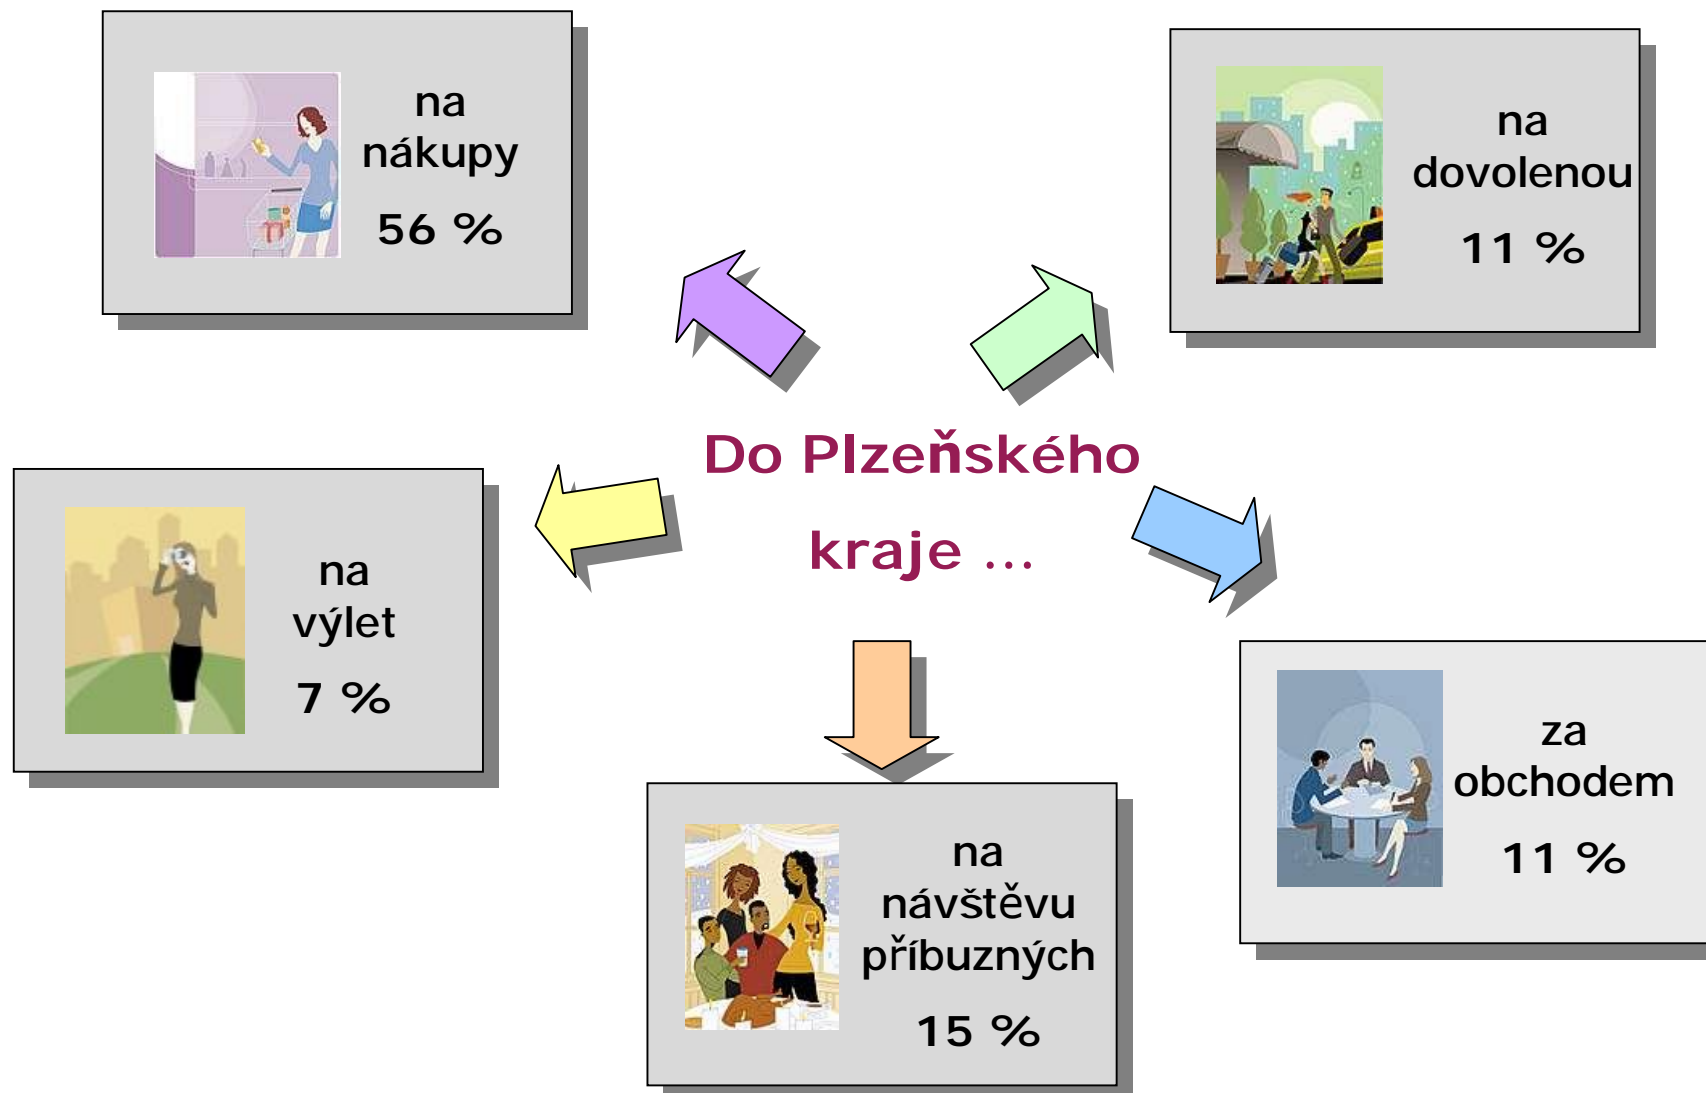 na
nákupy
56 %
na
dovolenou
11 %
Do Plzeňského
kraje ...
na
výlet
7 %
za
obchodem
11 %
na
návštěvu
příbuzných
15 %